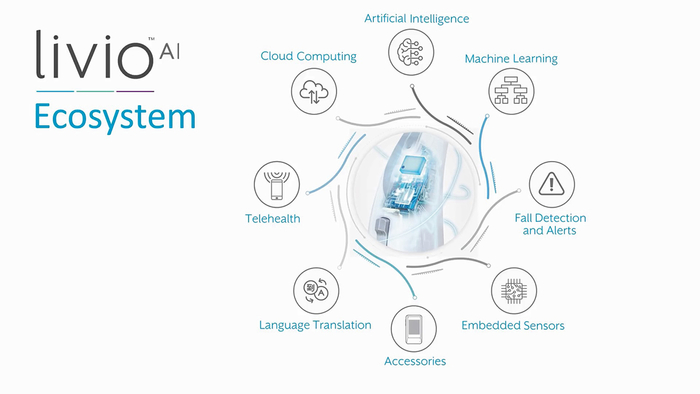 livio™ AI
Ecosystem
Artificial Intelligence
Cloud Computing
Machine Learning
Telehealth
Fall Detection
and Alerts
Language Translation
Embedded Sensors
Accessories